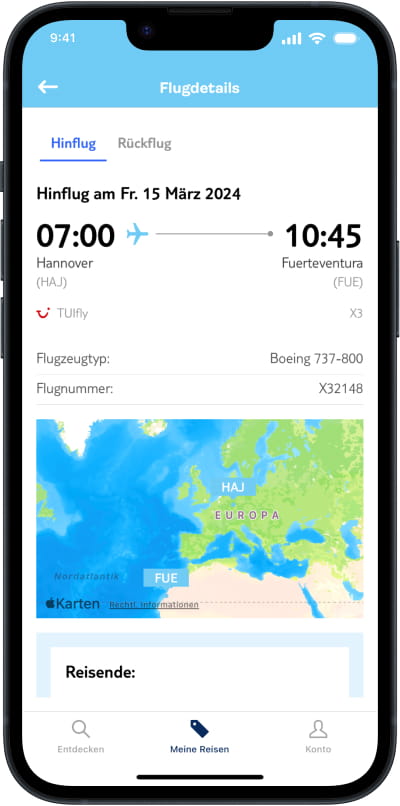 9:41
Flugdetails
Hinflug Rückflug
Hinflug am Fr. 15 März 2024
07:00 10:45
Hannover Fuerteventura
(HAJ) (FUE)
TUIfly X3
Flugzeugtyp: Boeing 737-800
Flugnummer: X32148
HAJ
EUROPA
Nordatlantik FUE
Karten Rechtl. Informationen
Reisende:
Entdecken Meine Reisen Konto